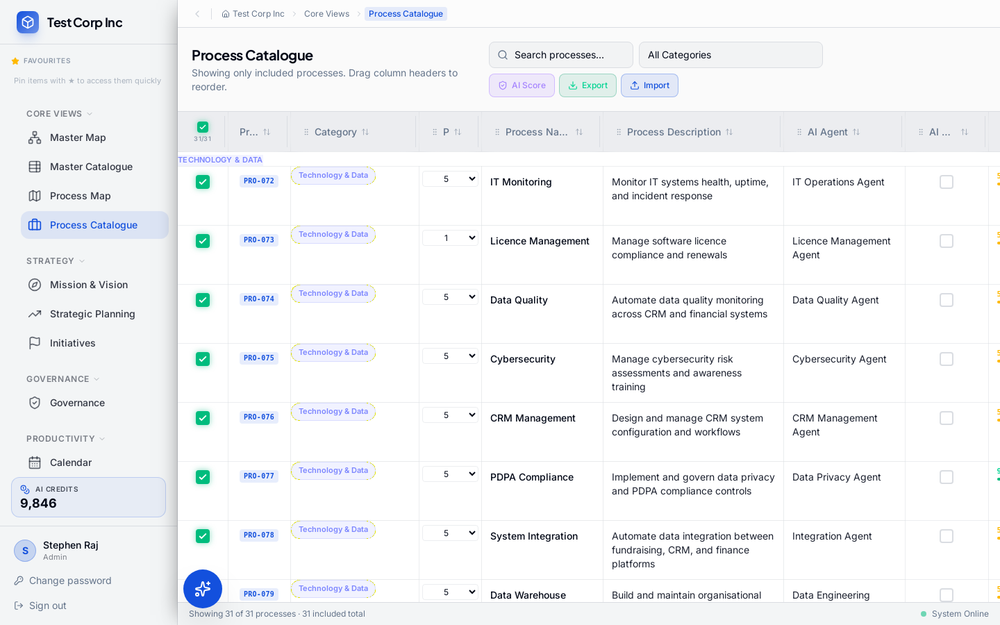 Test Corp Inc
FAVOURITES
Pin items with ★ to access them quickly
CORE VIEWS
Master Map
Master Catalogue
Process Map
Process Catalogue
STRATEGY
Mission & Vision
Strategic Planning
Initiatives
GOVERNANCE
Governance
PRODUCTIVITY
Calendar
AI CREDITS
9,846
S
Stephen Raj
Admin
Change password
Sign out
Test Corp Inc
Core Views
Process Catalogue
Process Catalogue
Showing only included processes. Drag column headers to
reorder.
Search processes...
All Categories
AI Score
Export
Import
31/31
Pr...
Category
P
Process Na...
Process Description
AI Agent
AI ...
TECHNOLOGY & DATA
PRO-072
Technology & Data
5
IT Monitoring
Monitor IT systems health, uptime,
and incident response
IT Operations Agent
PRO-073
Technology & Data
1
Licence Management
Manage software licence
compliance and renewals
Licence Management
Agent
PRO-074
Technology & Data
5
Data Quality
Automate data quality monitoring
across CRM and financial systems
Data Quality Agent
PRO-075
Technology & Data
5
Cybersecurity
Manage cybersecurity risk
assessments and awareness
training
Cybersecurity Agent
PRO-076
Technology & Data
5
CRM Management
Design and manage CRM system
configuration and workflows
CRM Management
Agent
PRO-077
Technology & Data
5
PDPA Compliance
Implement and govern data privacy
and PDPA compliance controls
Data Privacy Agent
PRO-078
Technology & Data
5
System Integration
Automate data integration between
fundraising, CRM, and finance
platforms
Integration Agent
PRO-079
Technology & Data
5
Data Warehouse
Build and maintain organisational
Data Engineering
Showing 31 of 31 processes · 31 included total
System Online